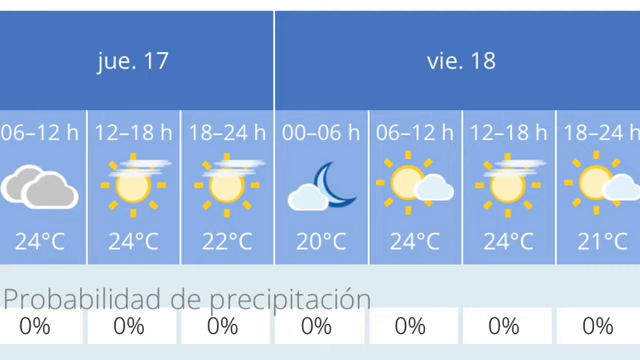 jue. 17 vie. 18
06–12 h 12–18 h 18–24 h 00–06 h 06–12 h 12–18 h 18–24 h
24°C 24°C 22°C 20°C 24°C 24°C 21°C
Probabilidad de precipitación
0% 0% 0% 0% 0% 0% 0%